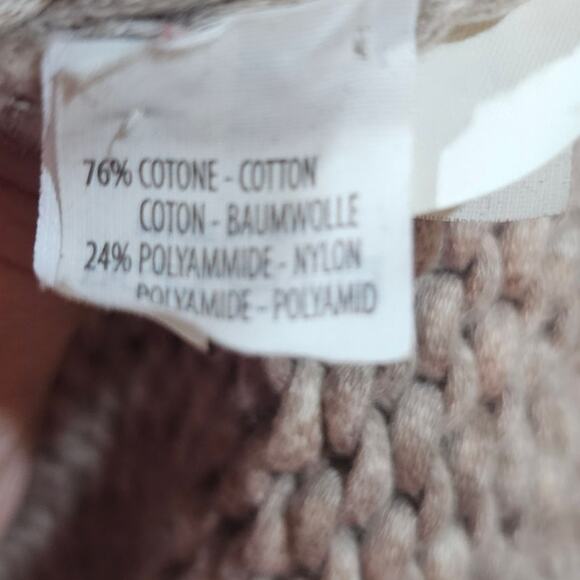 76% COTONE - COTTON
COTON - BAUMWOLLE
24% POLYAMMIDE - NYLON
POLYAMIDE - POLYAMID